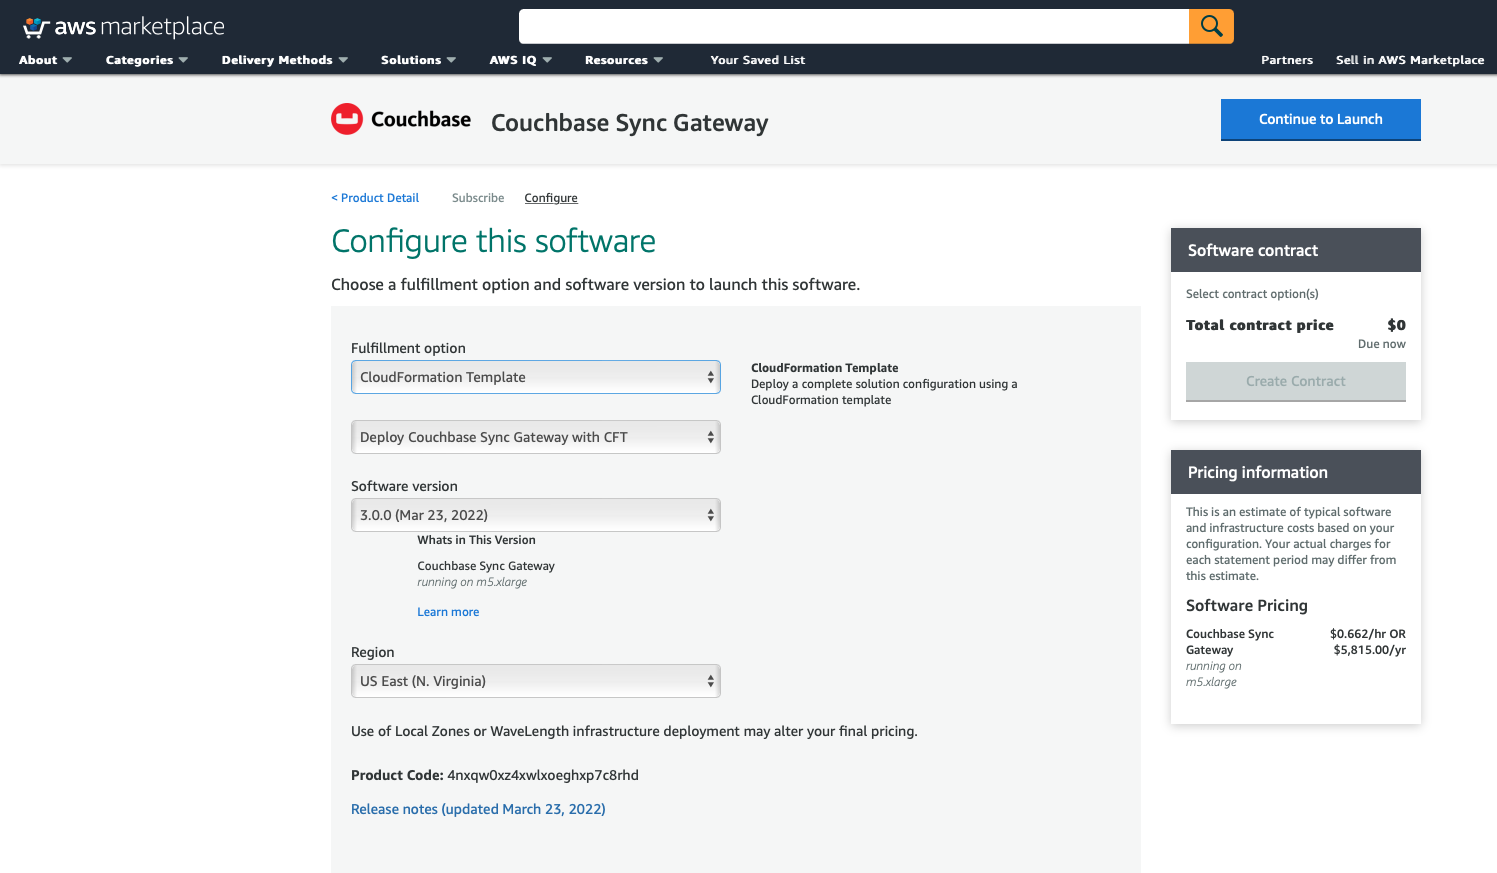 aws marketplace
About
Categories
Delivery Methods
Solutions
AWS IQ
Resources
Your Saved List
Partners
Sell in AWS Marketplace
Couchbase
Couchbase Sync Gateway
Continue to Launch
< Product Detail
Subscribe
Configure
Configure this software
Choose a fulfillment option and software version to launch this software.
Fulfillment option
CloudFormation Template
CloudFormation Template
Deploy a complete solution configuration using a
CloudFormation template
Deploy Couchbase Sync Gateway with CFT
Software version
3.0.0 (Mar 23, 2022)
Whats in This Version
Couchbase Sync Gateway
running on m5.xlarge
Learn more
Region
US East (N. Virginia)
Use of Local Zones or WaveLength infrastructure deployment may alter your final pricing.
Product Code: 4nxqw0xz4xwlxoeghxp7c8rhd
Release notes (updated March 23, 2022)
Software contract
Select contract option(s)
Total contract price $0
Due now
Create Contract
Pricing information
This is an estimate of typical software
and infrastructure costs based on your
configuration. Your actual charges for
each statement period may differ from
this estimate.
Software Pricing
Couchbase Sync $0.662/hr OR
Gateway $5,815.00/yr
running on
m5.xlarge